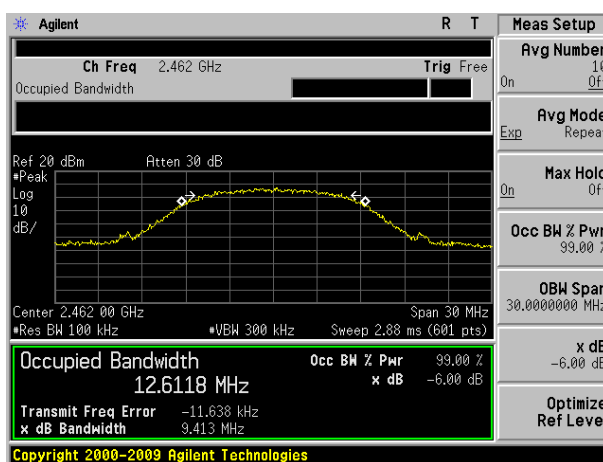 Agilent R T Meas Setup
Ch Freq 2.462 GHz Trig Free
Occupied Bandwidth
Ref 20 dBm Atten 30 dB
#Peak
Log
10
dB/
Center 2.462 00 GHz Span 30 MHz
#Res BW 100 kHz #VBW 300 kHz Sweep 2.88 ms (601 pts)
Occupied Bandwidth
12.6118 MHz
Occ BW % Pwr 99.00 %
x dB -6.00 dB
Transmit Freq Error -11.638 kHz
x dB Bandwidth 9.413 MHz
Copyright 2000-2009 Agilent Technologies
Avg Number
10
On Of
Avg Mode
Exp Repea
Max Hold
On Of
Occ BW % Pwr
99.00 %
OBW Span
30.0000000 MHz
x dB
-6.00 dB
Optimize
Ref Level